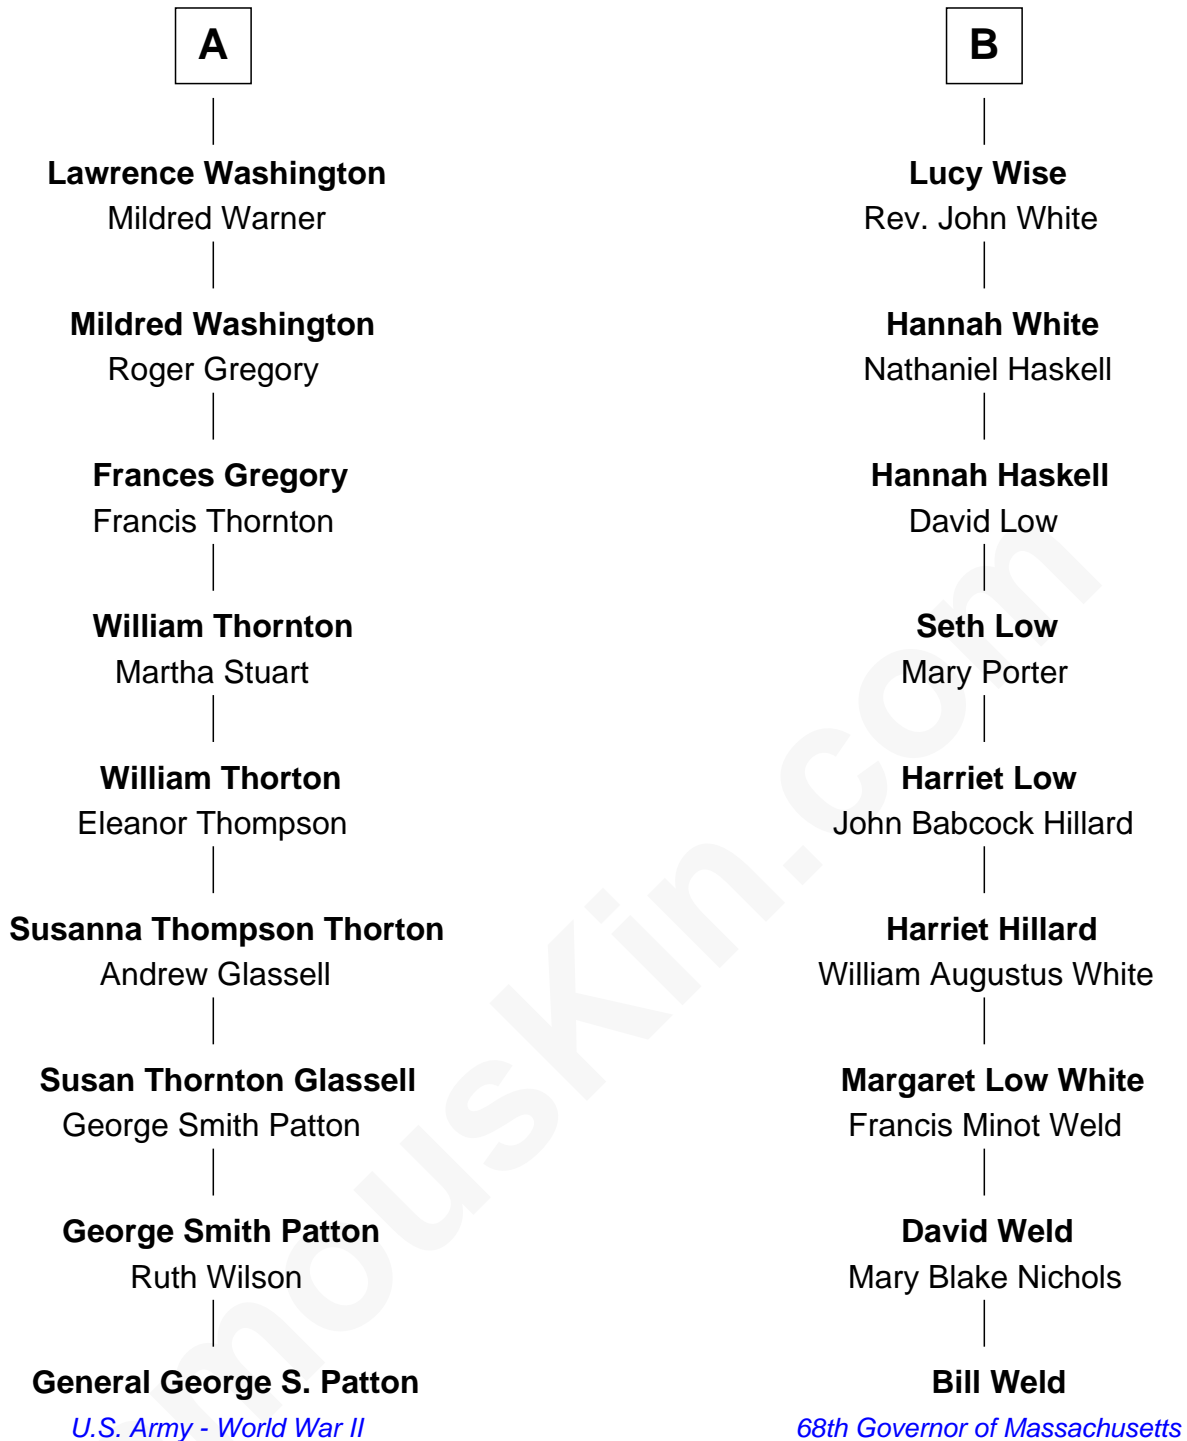 A
Lawrence Washington
Mildred Warner
Mildred Washington
Roger Gregory
Frances Gregory
Francis Thornton
William Thornton
Martha Stuart
William Thorton
Eleanor Thompson
Susanna Thompson Thorton
Andrew Glassell
Susan Thornton Glassell
George Smith Patton
George Smith Patton
Ruth Wilson
General George S. Patton
U.S. Army - World War II
B
Lucy Wise
Rev. John White
Hannah White
Nathaniel Haskell
Hannah Haskell
David Low
Seth Low
Mary Porter
Harriet Low
John Babcock Hillard
Harriet Hillard
William Augustus White
Margaret Low White
Francis Minot Weld
David Weld
Mary Blake Nichols
Bill Weld
68th Governor of Massachusetts
mousKin.com